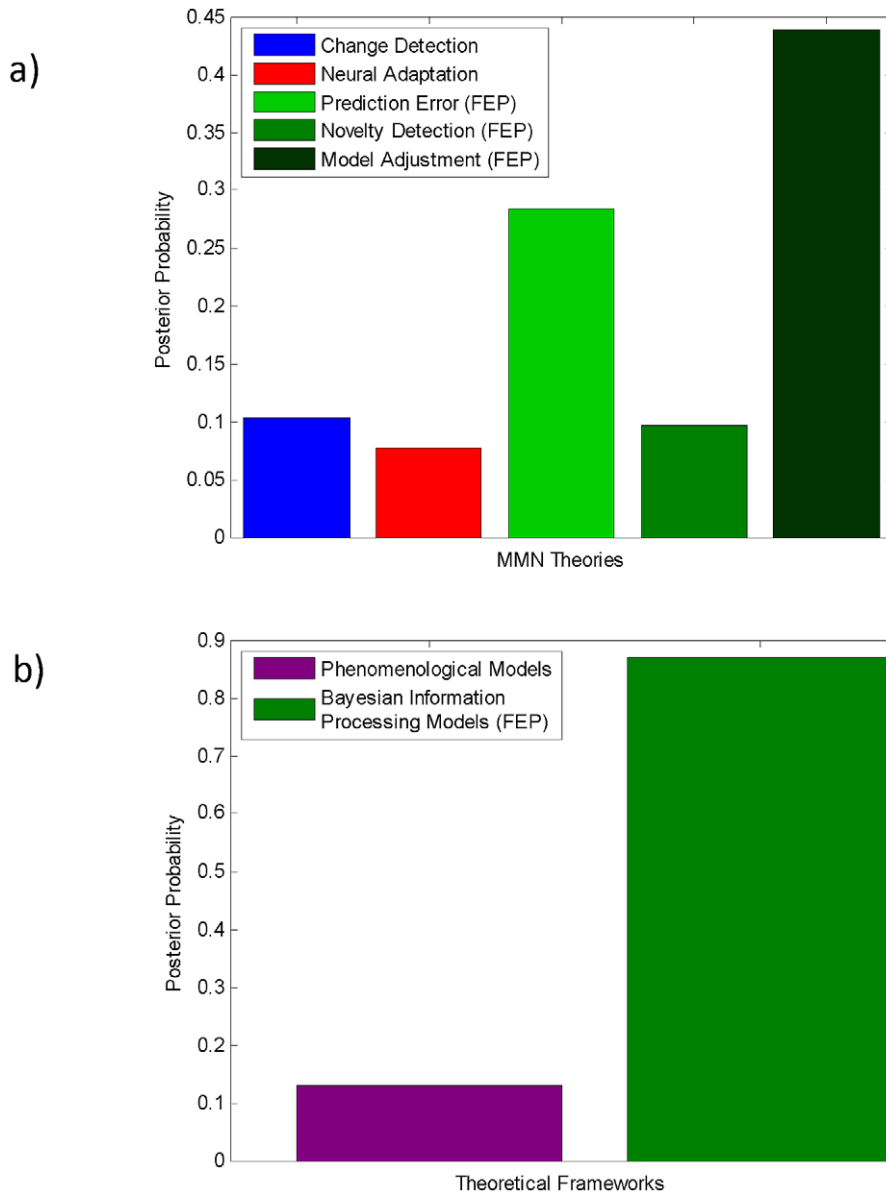 a)
0.45
0.4
0.35
0.3
0.25
0.2
0.15
0.1
0.05
0
Posterior Probability
Change Detection
Neural Adaptation
Prediction Error (FEP)
Novelty Detection (FEP)
Model Adjustment (FEP)
MMN Theories
b)
0.9
0.8
0.7
0.6
0.5
0.4
0.3
0.2
0.1
0
Posterior Probability
Phenomenological Models
Bayesian Information
Processing Models (FEP)
Theoretical Frameworks